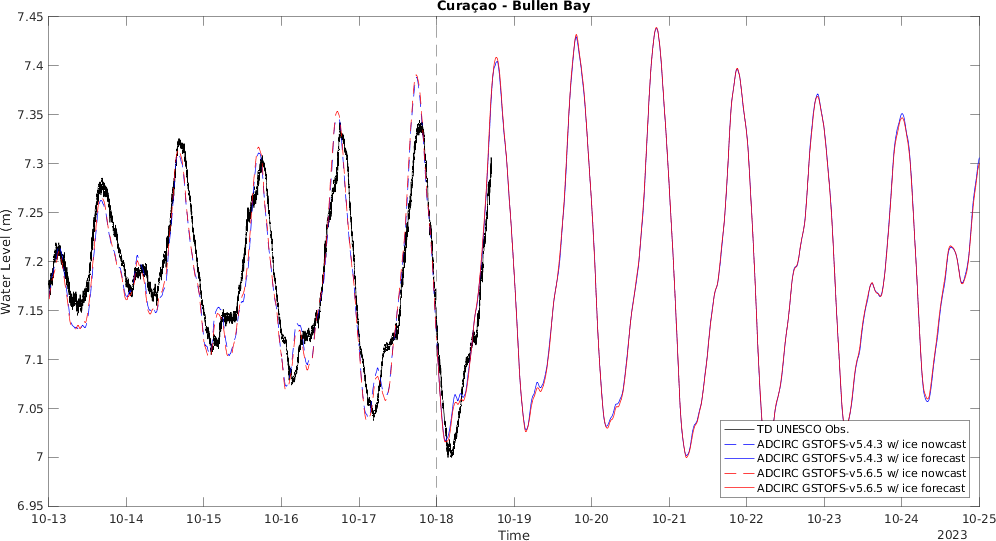 Curaçao - Bullen Bay
Water Level (m)
7.45
7.4
7.35
7.3
7.25
7.2
7.15
7.1
7.05
7
6.95
TD UNESCO Obs.
ADCIRC GSTOFS-v5.4.3 w/ ice nowcast
ADCIRC GSTOFS-v5.4.3 w/ ice forecast
ADCIRC GSTOFS-v5.6.5 w/ ice nowcast
ADCIRC GSTOFS-v5.6.5 w/ ice forecast
10-13 10-14 10-15 10-16 10-17 10-18 10-19 10-20 10-21 10-22 10-23 10-24 10-25
Time
2023